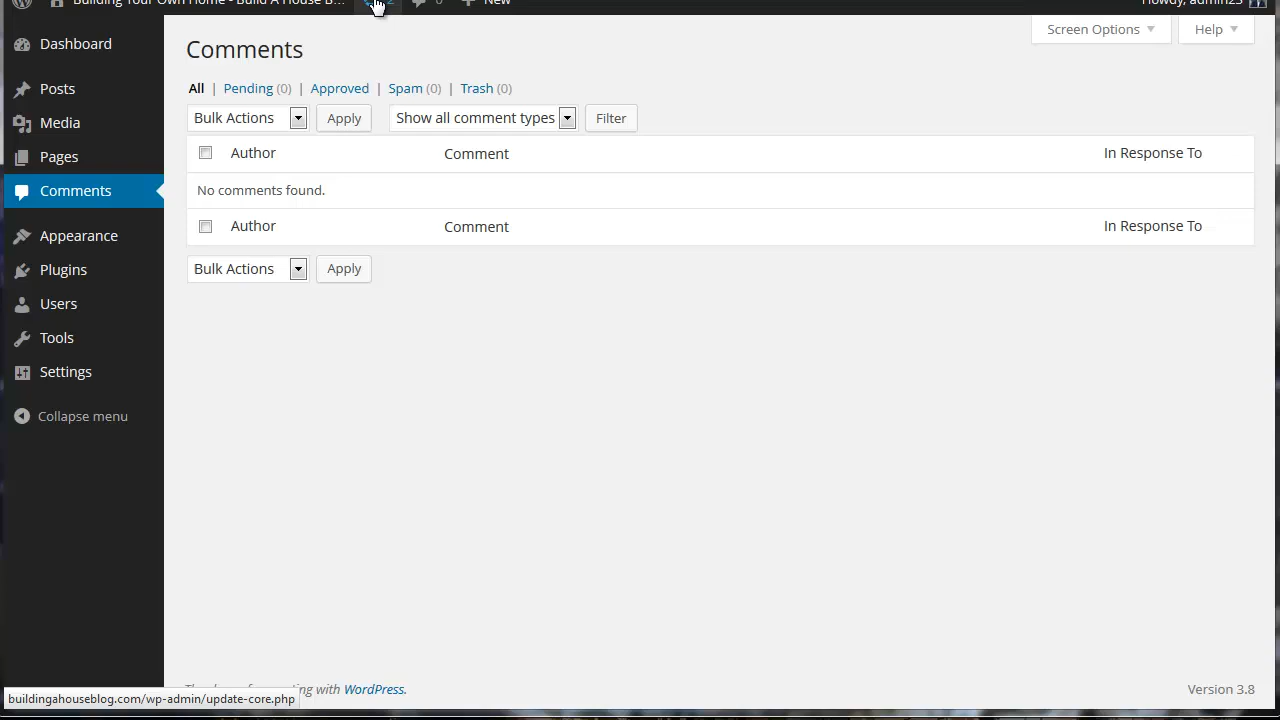 Building Your Own Home - Build A House B... 2 0 New Howdy, admin23
Screen Options Help
Dashboard
Posts
Media
Pages
Comments
Appearance
Plugins
Users
Tools
Settings
Collapse menu
Comments
All | Pending (0) | Approved | Spam (0) | Trash (0)
Bulk Actions Apply Show all comment types Filter
Author Comment In Response To
No comments found.
Author Comment In Response To
Bulk Actions Apply
with WordPress. Version 3.8
buildingahouseblog.com/wp-admin/update-core.php